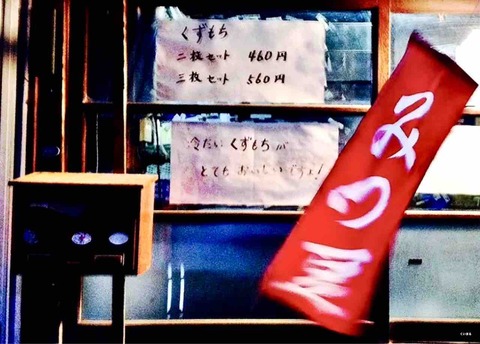 くずもち
二枚セット 460円
三枚セット 560円
冷たい くずもちが
とても おいしいですよ!
みつ豆